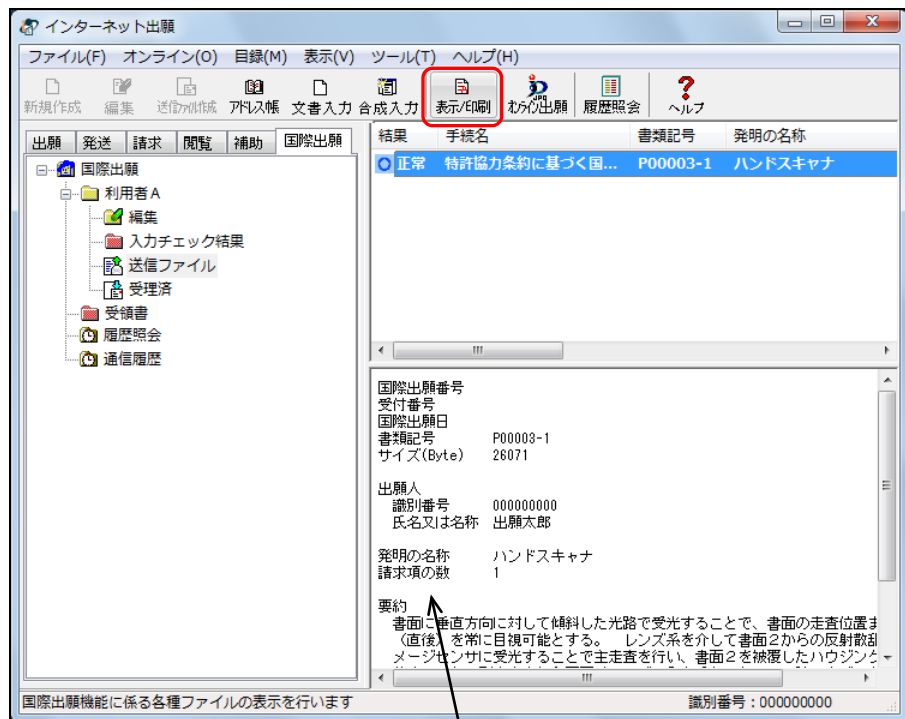 インターネット出願
ファイル(F) オンライン(O) 目録(M) 表示(V) ツール(T) ヘルプ(H)
新規作成 編集 送信ファイル作成 アドレス帳 文書入力 合成入力 表示/印刷 オンライン出願 履歴照会 ヘルプ
出願 発送 請求 閲覧 補助 国際出願
国際出願
利用者A
編集
入力チェック結果
送信ファイル
受理済
受領書
履歴照会
通信履歴
結果 手続名 書類記号 発明の名称
正常 特許協力条約に基づく国... P00003-1 ハンドスキャナ
国際出願番号
受付番号
国際出願日
書類記号 P00003-1
サイズ(Byte) 26071
出願人
識別番号 000000000
氏名又は名称 出願太郎
発明の名称 ハンドスキャナ
請求項の数 1
要約
書面に垂直方向に対して傾斜した光路で受光することで、書面の走査位置ま
(直後)を常に目視可能とする。 レンズ系を介して書面2からの反射散乱
メージセンサに受光することで主走査を行い、書面2を被覆したハウジング
国際出願機能に係る各種ファイルの表示を行います
識別番号：000000000